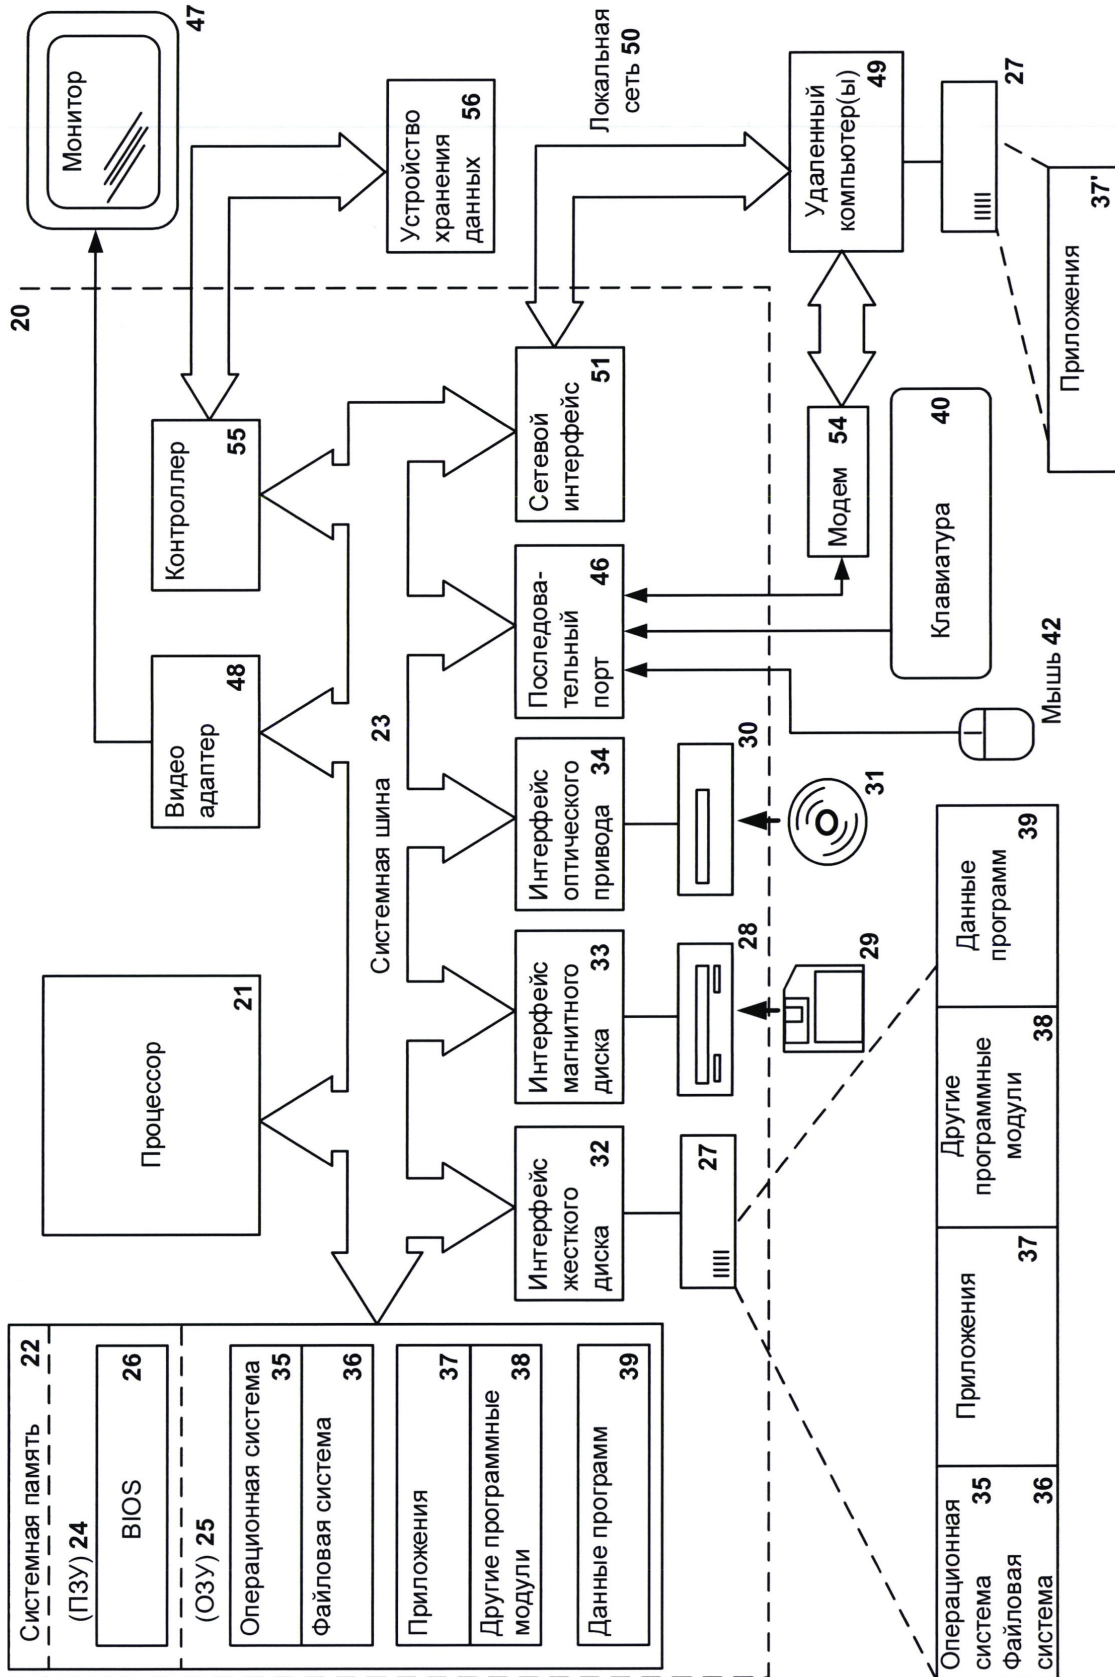 Системная память 22
(ПЗУ) 24
BIOS 26
(ОЗУ) 25
Операционная система 35
Файловая система 36
Приложения 37
Другие программные
модули 38
Данные программ 39
Процессор 21
Видео
адаптер 48
Контроллер 55
20
Монитор
47
Системная шина 23
Устройство
хранения
данных 56
Интерфейс
жесткого
диска 32
Интерфейс
магнитного
диска 33
Интерфейс
оптического
привода 34
Последова-
тельный
порт 46
Сетевой
интерфейс 51
Локальная
сеть 50
27
28
30
29
31
Модем 54
Удаленный
компьютер(ы)
49
Мышь 42
Клавиатура 40
27
Операционная
система 35
Файловая
система 36
Приложения 37
Другие
программные
модули 38
Данные
программ 39
Приложения 37'